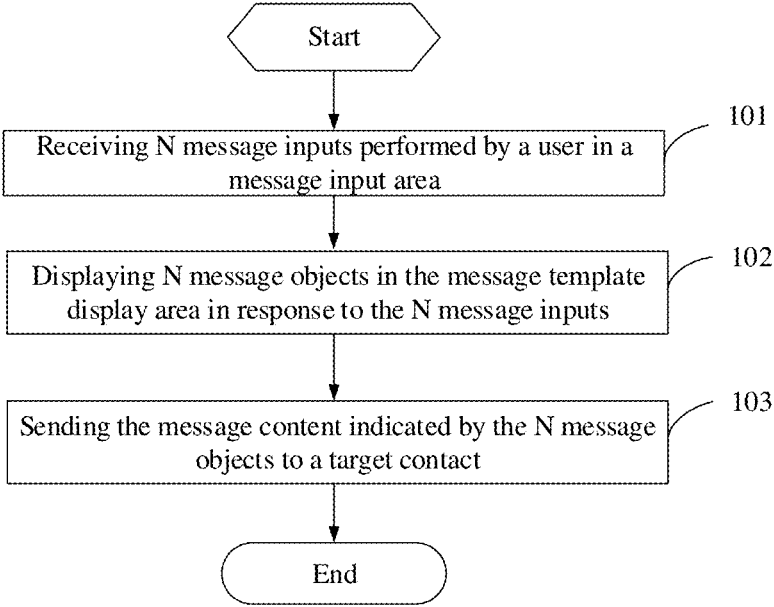 Start
101
Receiving N message inputs performed by a user in a
message input area
102
Displaying N message objects in the message template
display area in response to the N message inputs
103
Sending the message content indicated by the N message
objects to a target contact
End